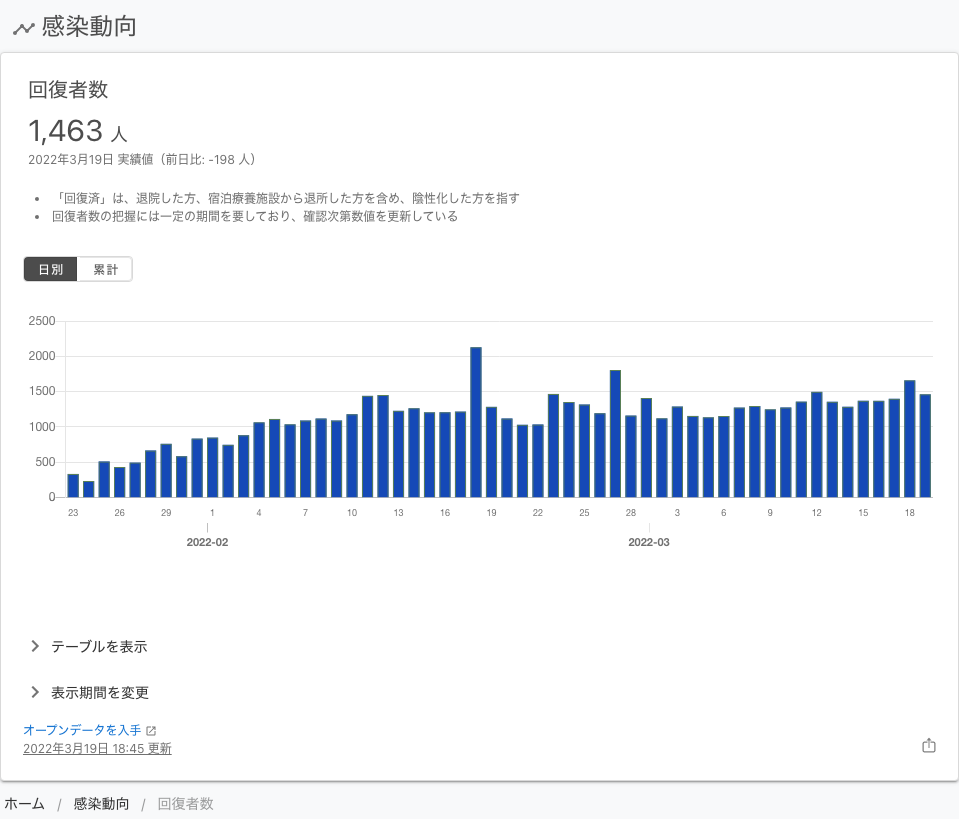 感染動向
回復者数
1,463 人
2022年3月19日 実績値（前日比: -198 人）
• 「回復済」は、退院した方、宿泊療養施設から退所した方を含め、陰性化した方を指す
• 回復者数の把握には一定の期間を要しており、確認次第数値を更新している
日別 累計
2500
2000
1500
1000
500
0
23 26 29 1 4 7 10 13 16 19 22 25 28 3 6 9 12 15 18
2022-02 2022-03
テーブルを表示
表示期間を変更
オープンデータを入手
2022年3月19日 18:45 更新
ホーム / 感染動向 / 回復者数